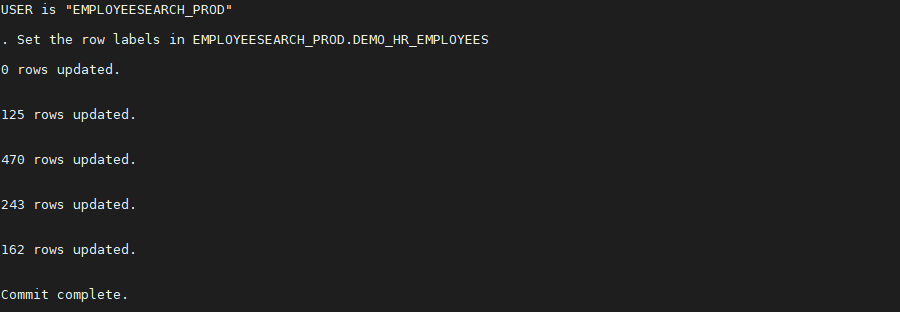 USER is "EMPLOYEESEARCH_PROD"
. Set the row labels in EMPLOYEESEARCH_PROD.DEMO_HR_EMPLOYEES
0 rows updated.
125 rows updated.
470 rows updated.
243 rows updated.
162 rows updated.
Commit complete.